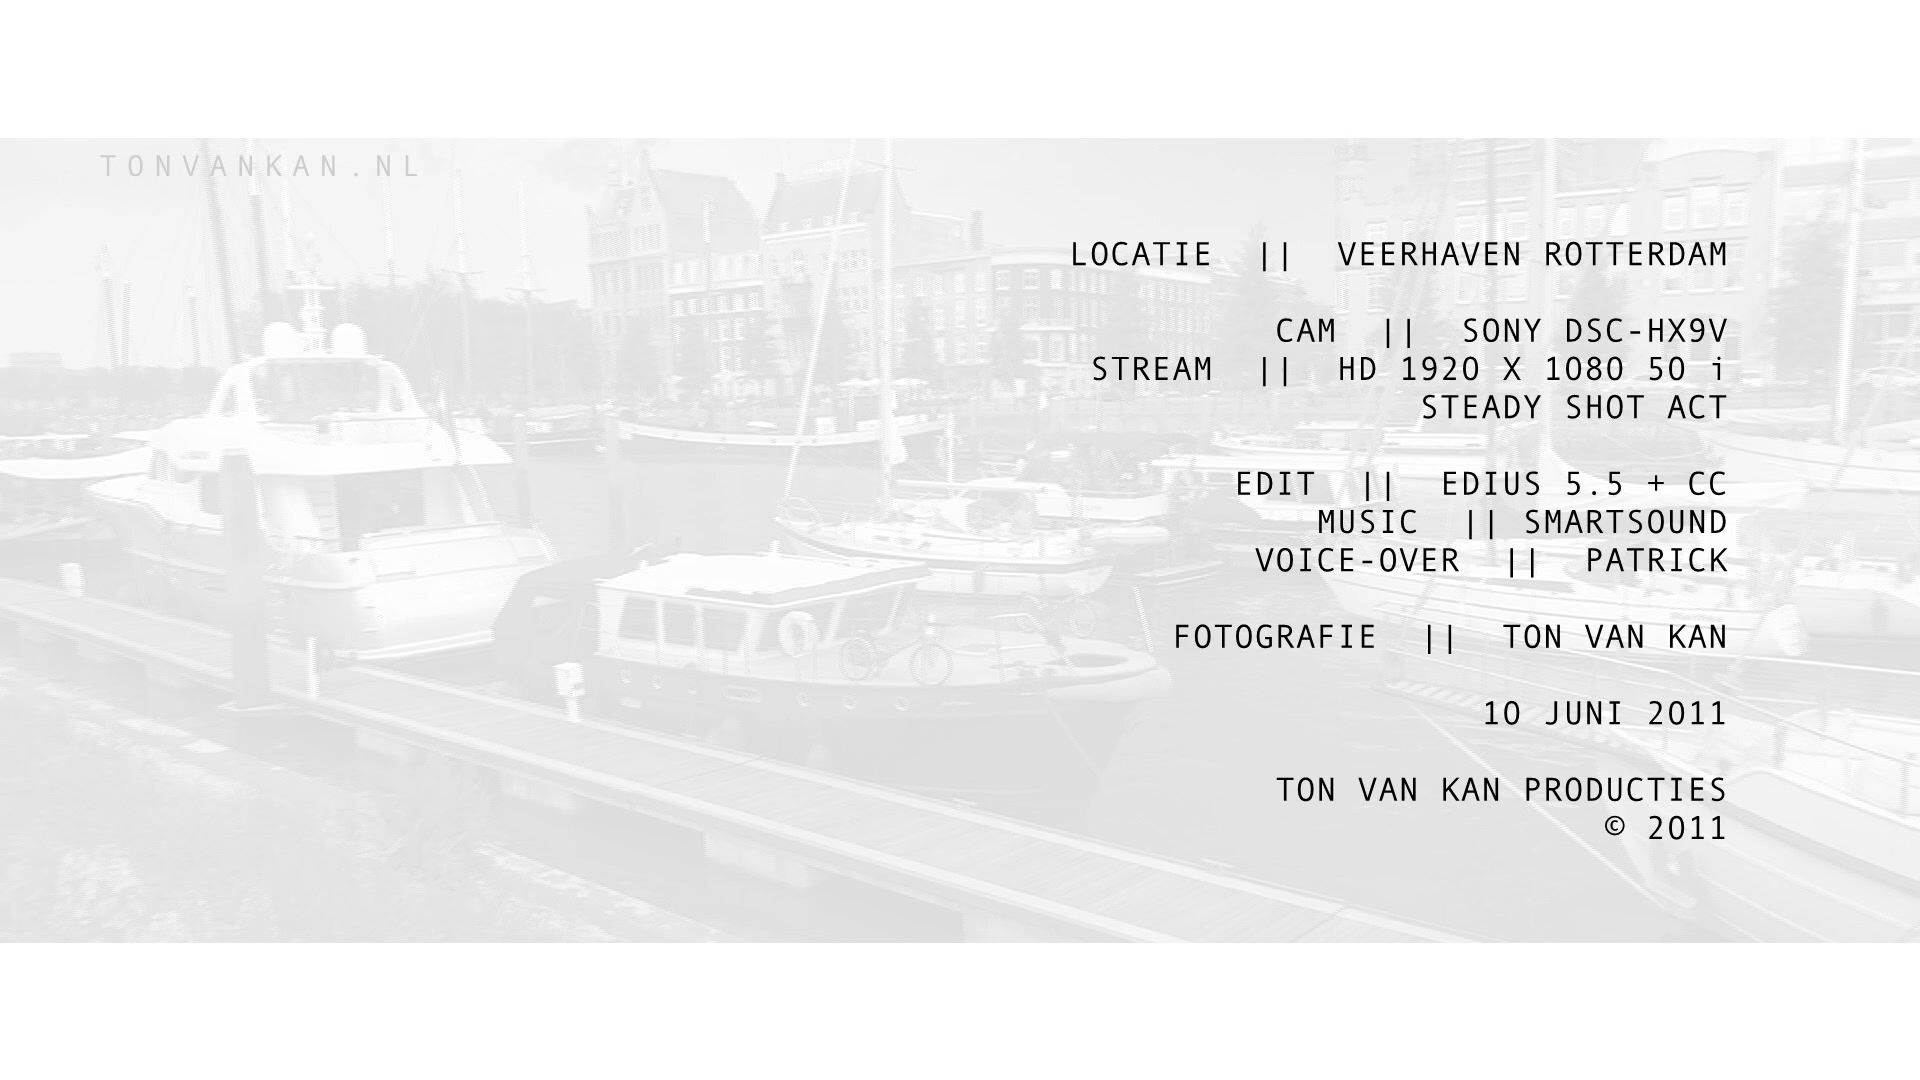 TONVANKAN.NL
LOCATIE || VEERHAVEN ROTTERDAM
CAM || SONY DSC-HX9V
STREAM || HD 1920 X 1080 50 i
STEADY SHOT ACT
EDIT || EDIUS 5.5 + CC
MUSIC || SMARTSOUND
VOICE-OVER || PATRICK
FOTOGRAFIE || TON VAN KAN
10 JUNI 2011
TON VAN KAN PRODUCTIES
© 2011